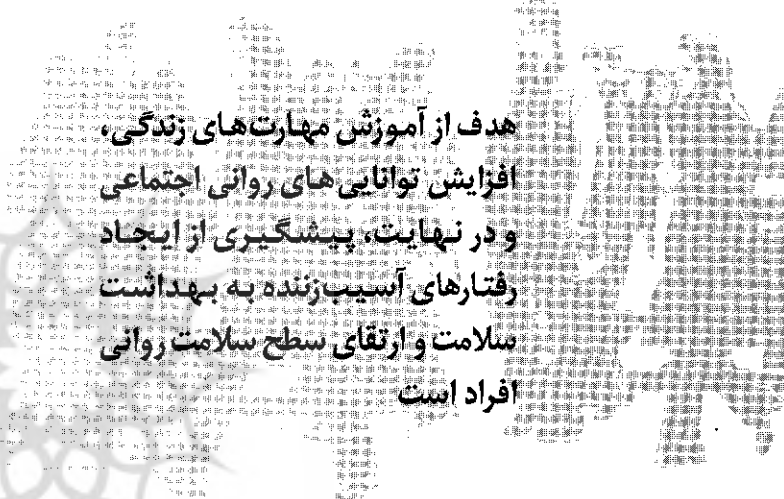 هدف از آموزش مهارت‌های زندگی،
افزایش توانایی‌های روانی اجتماعی
و در نهایت، پیشگیری از ایجاد
رفتارهای آسیب‌زننده به بهداشت
سلامت و ارتقای سطح سلامت روانی
افراد است